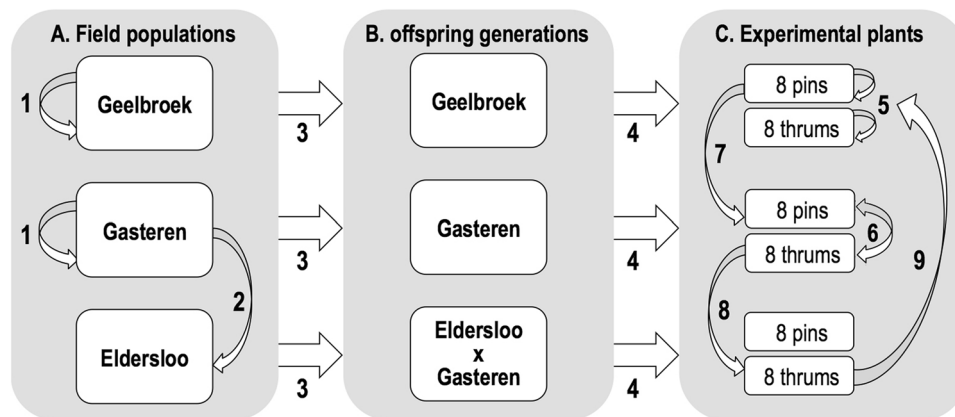 A. Field populations
1
Geelbroek
1
Gasteren
2
Eldersloo
3
3
3
B. offspring generations
Geelbroek
Gasteren
Eldersloo
x
Gasteren
4
4
4
C. Experimental plants
8 pins
5
8 thrums
7
8 pins
6
8 thrums
9
8
8 pins
8 thrums